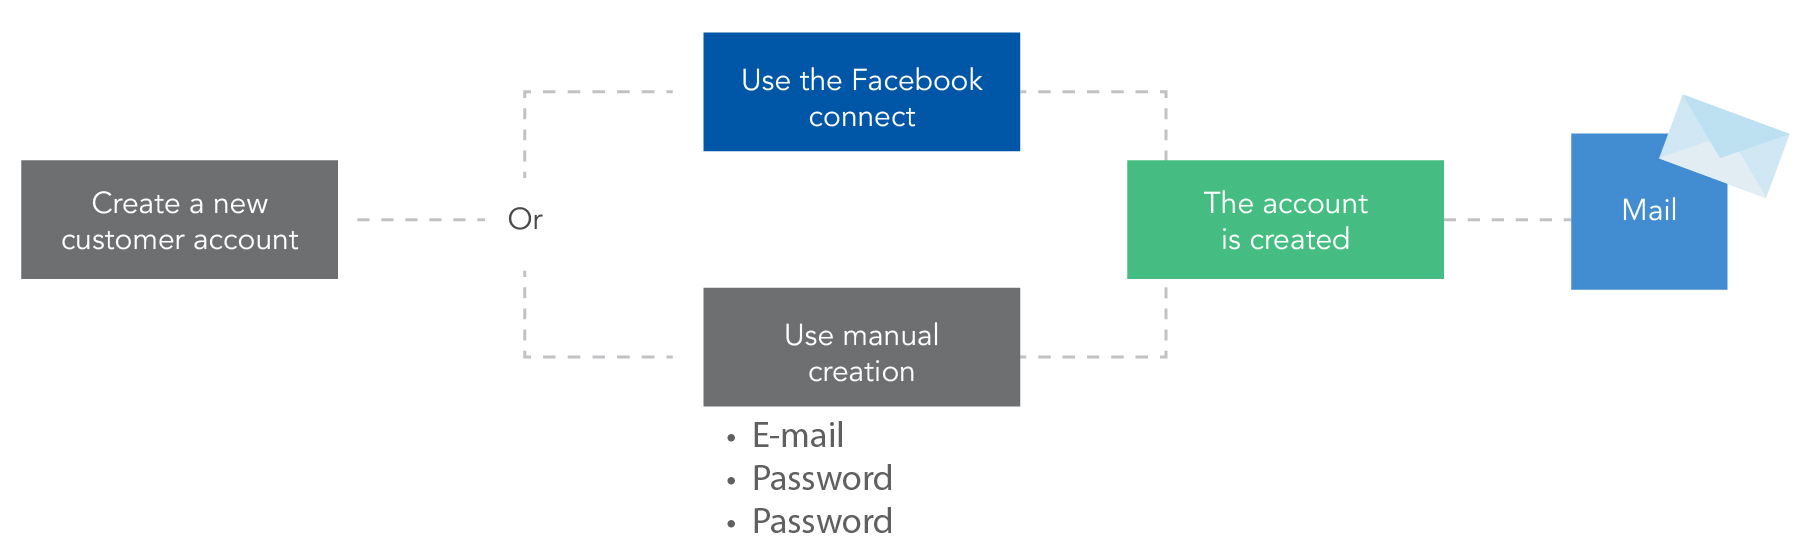 Create a new
customer account
Or
Use the Facebook
connect
Use manual
creation
• E-mail
• Password
• Password
The account
is created
Mail